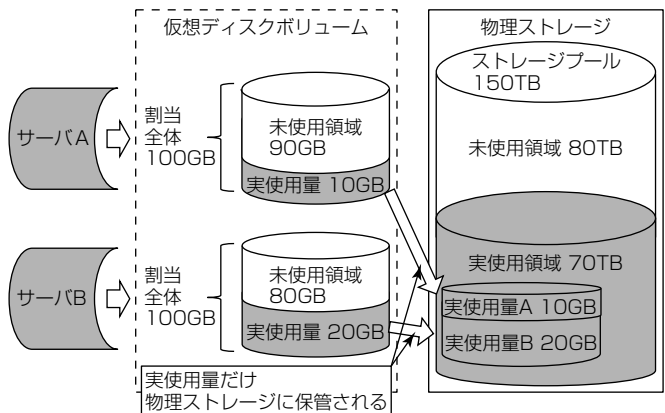 仮想ディスクボリューム
物理ストレージ
ストレージプール
150TB
サーバA
割当
全体
100GB
未使用領域
90GB
実使用量 10GB
未使用領域 80TB
サーバB
割当
全体
100GB
未使用領域
80GB
実使用量 20GB
実使用領域 70TB
実使用量A 10GB
実使用量B 20GB
実使用量だけ
物理ストレージに保管される